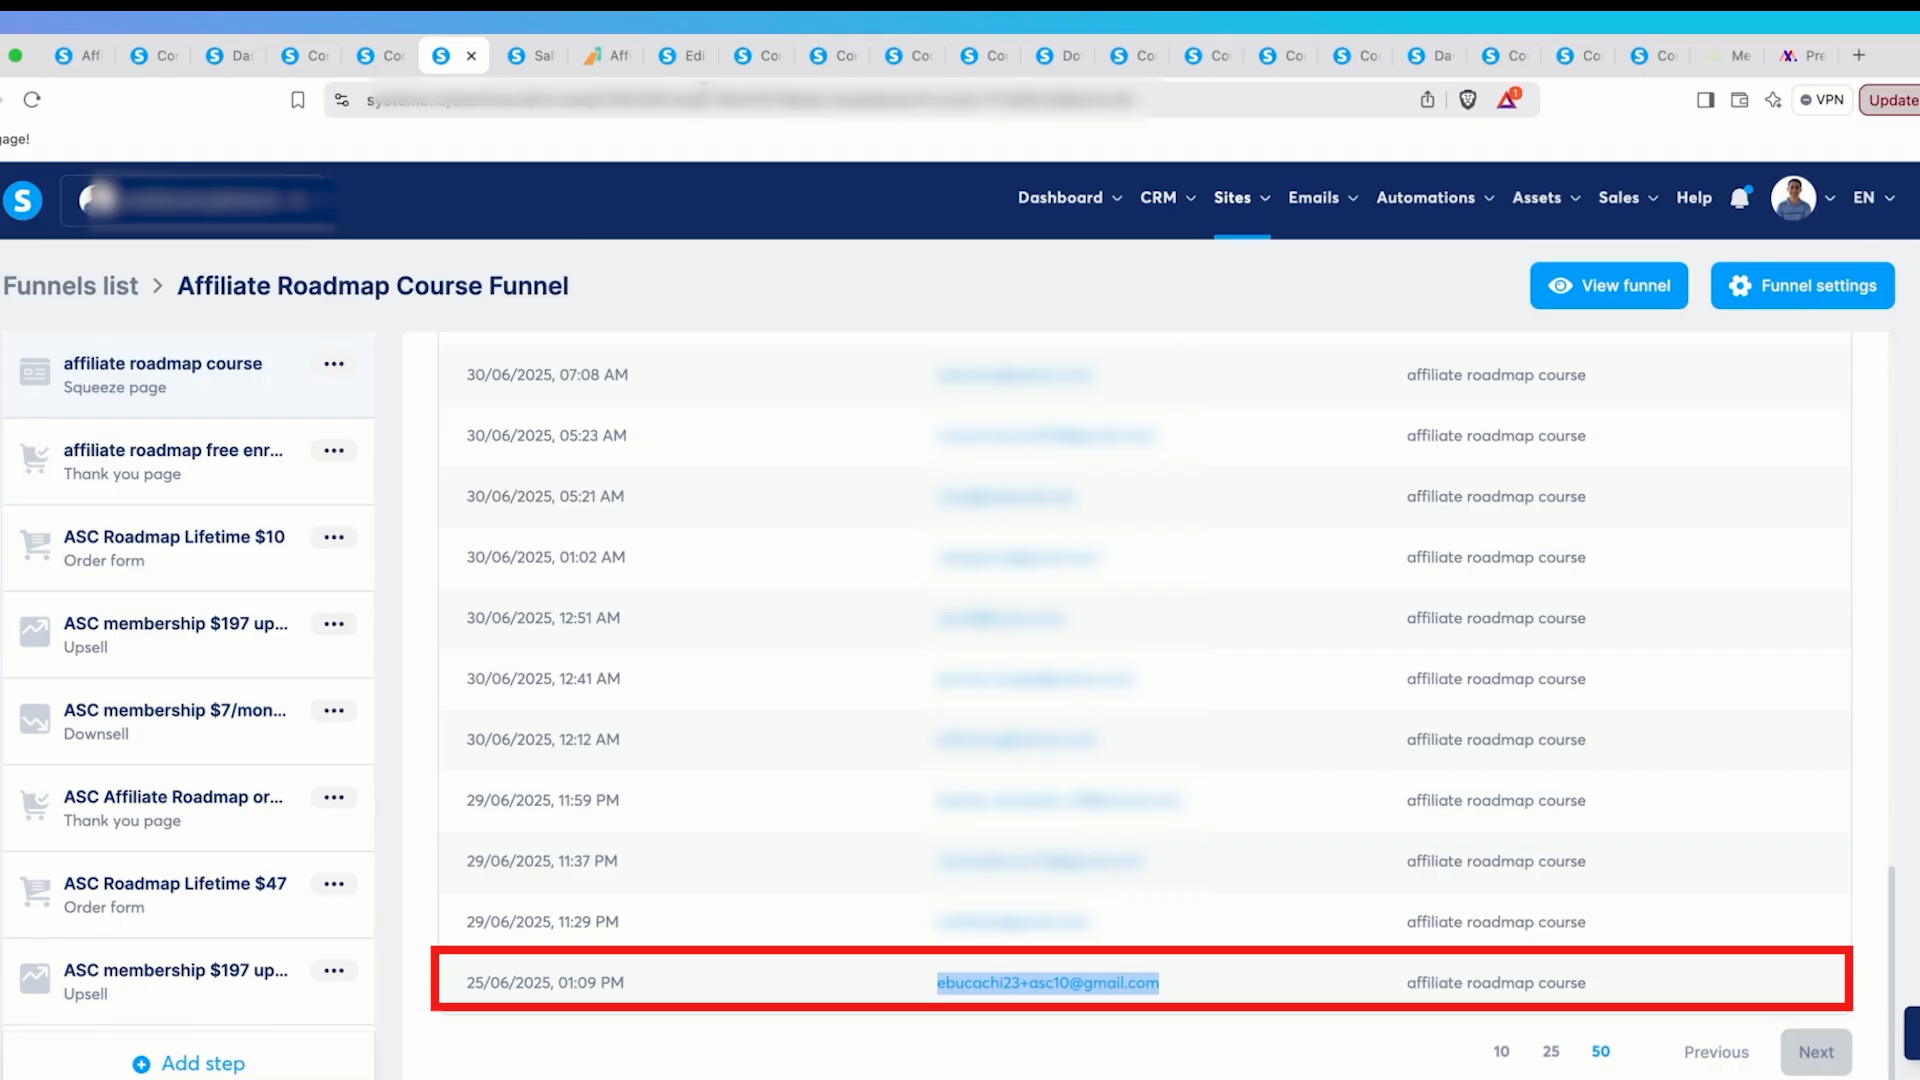 Aff
Co
Da
Co
Co
Sal
Aff
Edi
Co
Co
Co
Co
Do
Co
Co
Co
Co
Da
Co
Co
Co
Me
Pre
1
VPN
Update
gage!
S
Dashboard
CRM
Sites
Emails
Automations
Assets
Sales
Help
EN
Funnels list > Affiliate Roadmap Course Funnel
View funnel
Funnel settings
affiliate roadmap course
Squeeze page
affiliate roadmap free enr...
Thank you page
ASC Roadmap Lifetime $10
Order form
ASC membership $197 up...
Upsell
ASC membership $7/mon...
Downsell
ASC Affiliate Roadmap or...
Thank you page
ASC Roadmap Lifetime $47
Order form
ASC membership $197 up...
Upsell
Add step
30/06/2025, 07:08 AM affiliate roadmap course
30/06/2025, 05:23 AM affiliate roadmap course
30/06/2025, 05:21 AM affiliate roadmap course
30/06/2025, 01:02 AM affiliate roadmap course
30/06/2025, 12:51 AM affiliate roadmap course
30/06/2025, 12:41 AM affiliate roadmap course
30/06/2025, 12:12 AM affiliate roadmap course
29/06/2025, 11:59 PM affiliate roadmap course
29/06/2025, 11:37 PM affiliate roadmap course
29/06/2025, 11:29 PM affiliate roadmap course
25/06/2025, 01:09 PM ebucachi23+asc10@gmail.com affiliate roadmap course
10 25 50 Previous Next